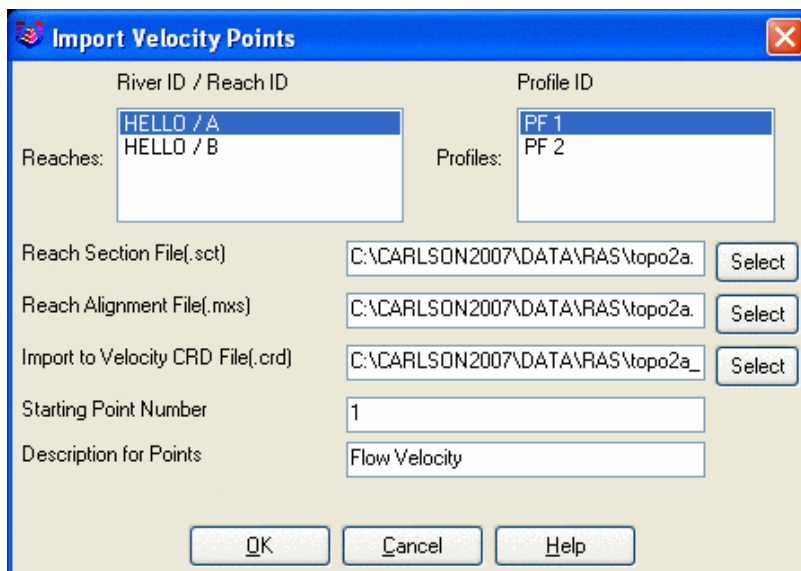 Import Velocity Points
River ID / Reach ID
Profile ID
Reaches:
HELLO / A
HELLO / B
Profiles:
PF 1
PF 2
Reach Section File(.sct)
C:\CARLSON2007\DATA\RAS\topo2a.
Select
Reach Alignment File(.mxs)
C:\CARLSON2007\DATA\RAS\topo2a.
Select
Import to Velocity CRD File(.crd)
C:\CARLSON2007\DATA\RAS\topo2a_
Select
Starting Point Number
1
Description for Points
Flow Velocity
OK
Cancel
Help